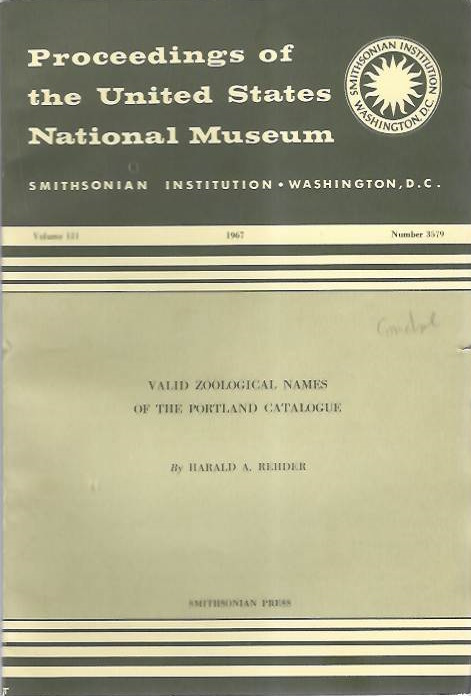 Proceedings of
the United States
National Museum
SMITHSONIAN INSTITUTION
WASHINGTON, D.C.
SMITHSONIAN INSTITUTION • WASHINGTON, D.C.
Volume 121
1967
Number 3579
VALID ZOOLOGICAL NAMES
OF THE PORTLAND CATALOGUE
By HARALD A. REHDER
SMITHSONIAN PRESS